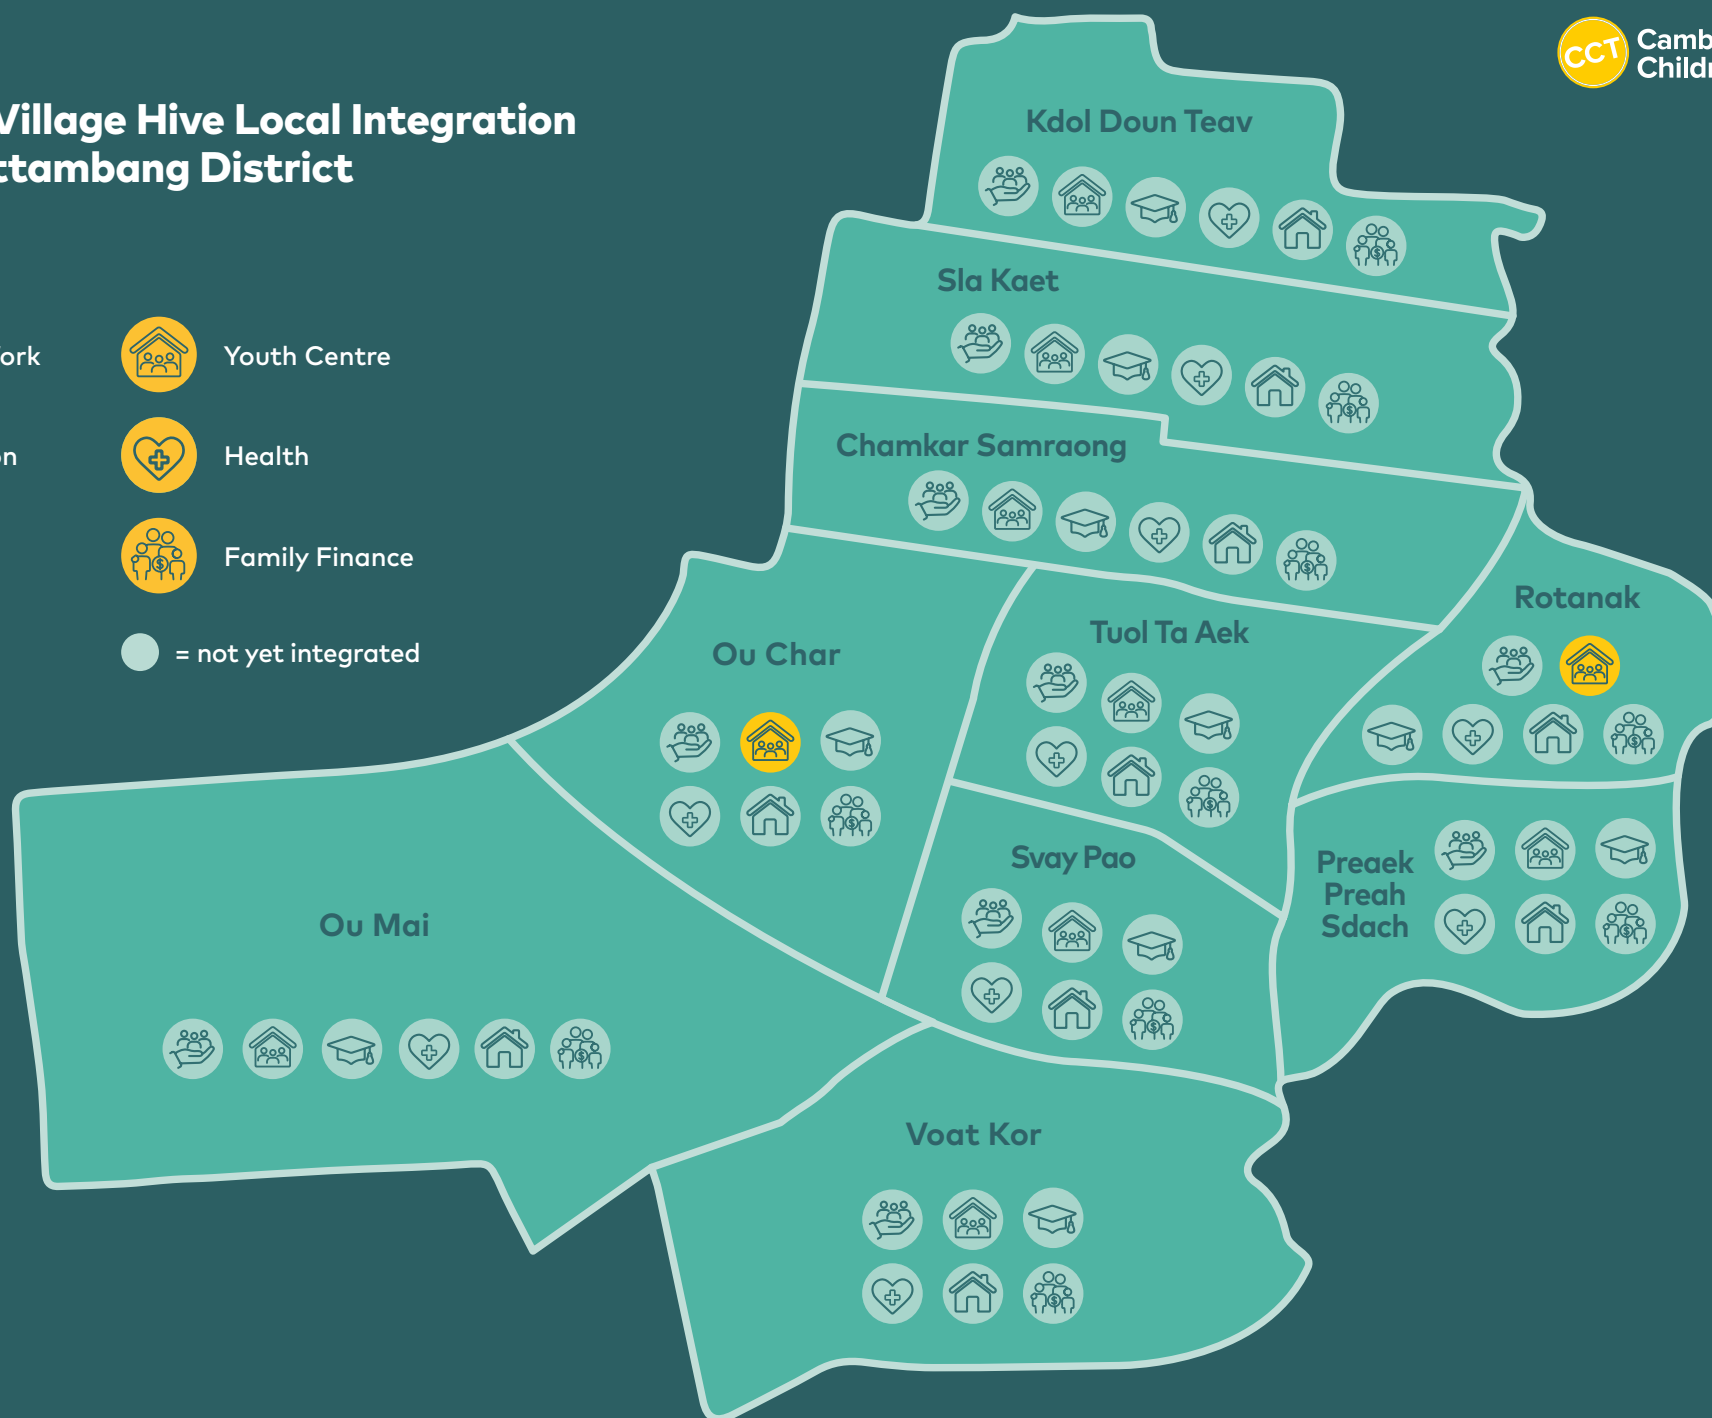 CCT Camb
Childr
Village Hive Local Integration
ttambang District
ork
Youth Centre
on
Health
Family Finance
= not yet integrated
Kdol Doun Teav
Sla Kaet
Chamkar Samraong
Rotanak
Tuol Ta Aek
Ou Char
Svay Pao
Preaek
Preah
Sdach
Ou Mai
Voat Kor